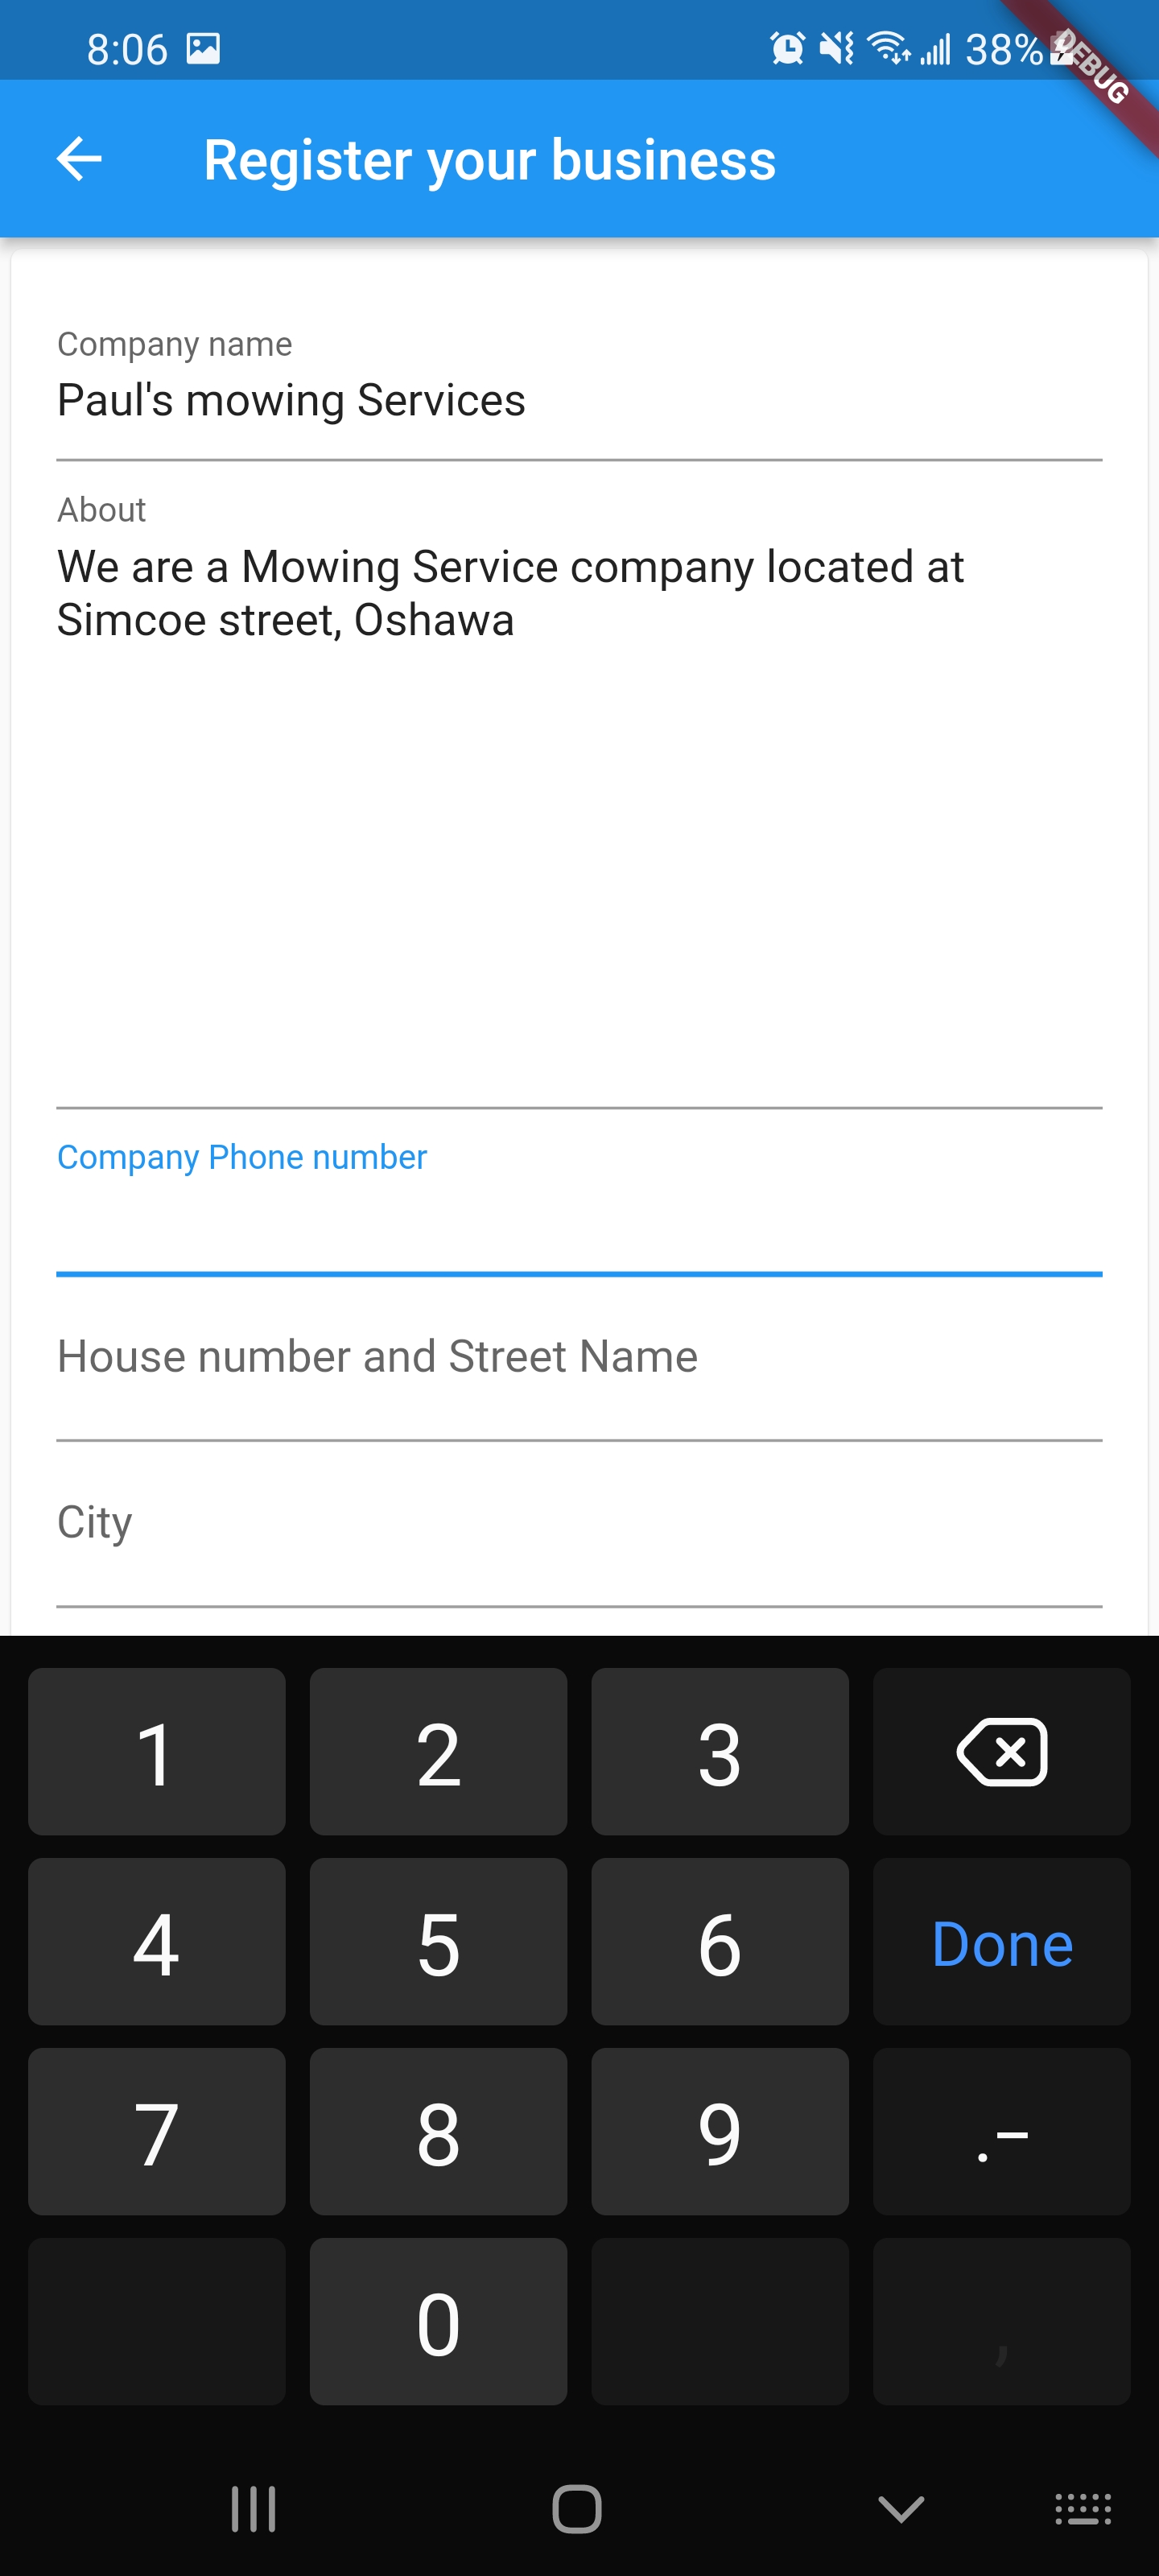 8:06 38%
DEBUG
Register your business
Company name
Paul's mowing Services
About
We are a Mowing Service company located at
Simcoe street, Oshawa
Company Phone number
House number and Street Name
City
1 2 3
4 5 6 Done
7 8 9 .-
0 ,